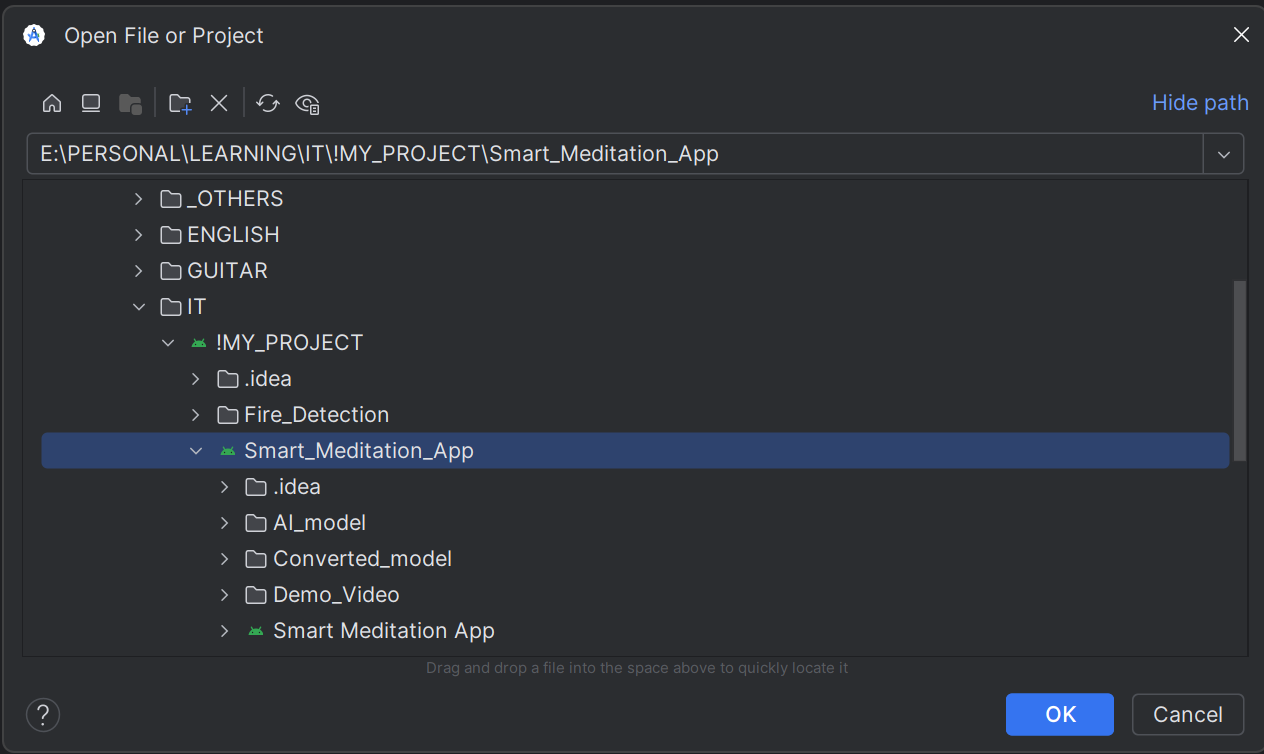 Open File or Project
Hide path
E:\PERSONAL\LEARNING\IT\!MY_PROJECT\Smart_Meditation_App
_OTHERS
ENGLISH
GUITAR
IT
!MY_PROJECT
.idea
Fire_Detection
Smart_Meditation_App
.idea
AI_model
Converted_model
Demo_Video
Smart Meditation App
Drag and drop a file into the space above to quickly locate it
? OK Cancel